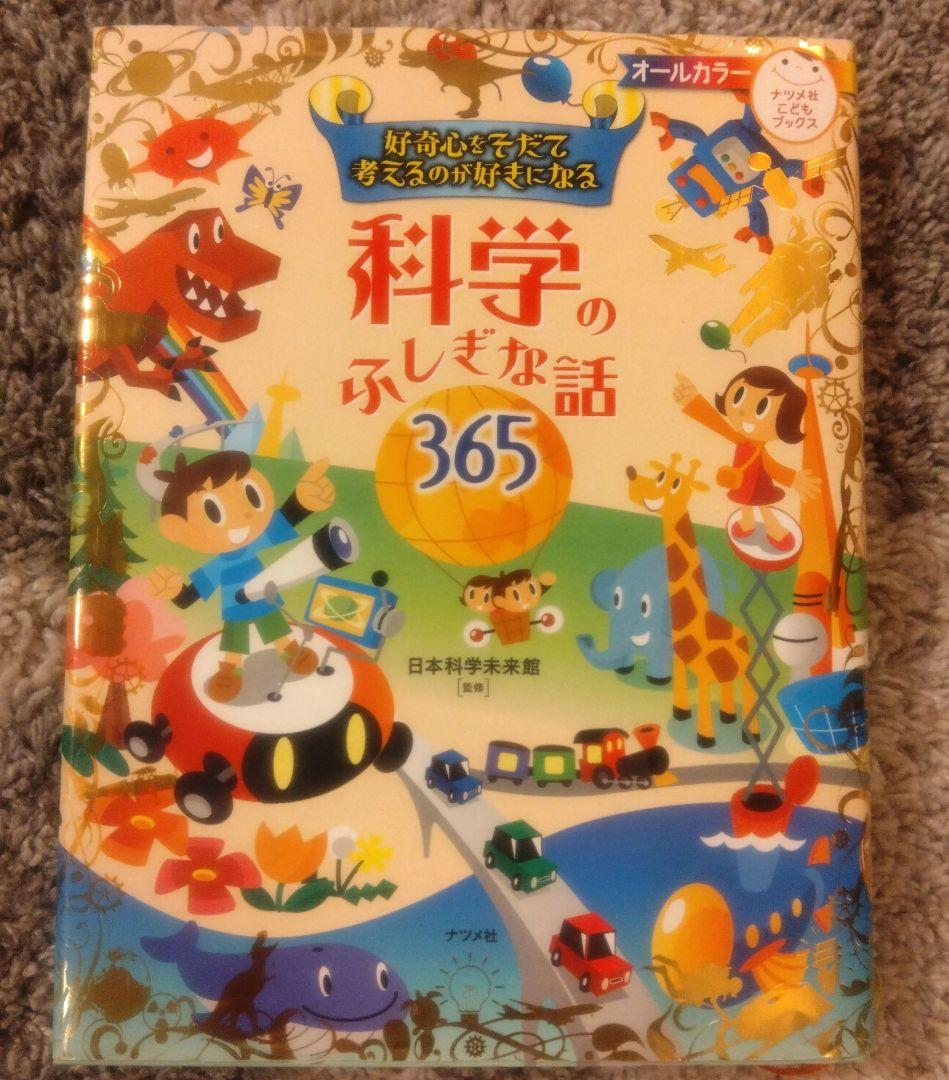 オールカラー
ナツメ社
こども
ブックス
好奇心をそだて
考えるのが好きになる
科学の
ふしぎな話
365
日本科学未来館
[監修]
ナツメ社